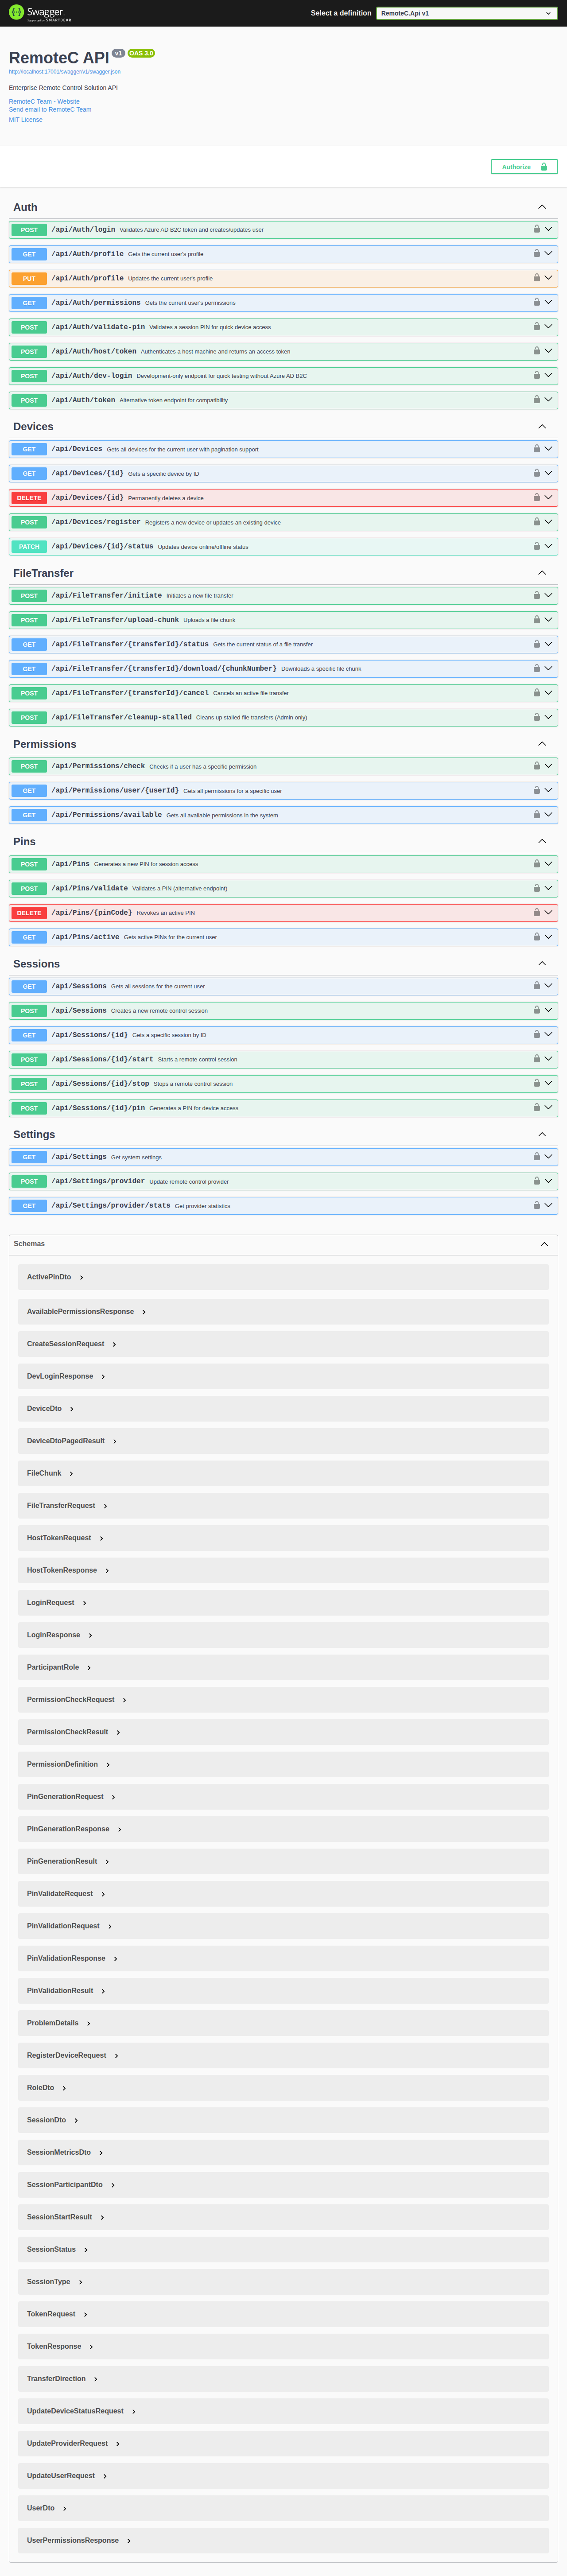 Swagger
Supported by SMARTBEAR
Select a definition
RemoteC.Api v1
RemoteC API v1 OAS 3.0
http://localhost:17001/swagger/v1/swagger.json
Enterprise Remote Control Solution API
RemoteC Team - Website
Send email to RemoteC Team
MIT License
Authorize
Auth
POST /api/Auth/login Validates Azure AD B2C token and creates/updates user
GET /api/Auth/profile Gets the current user's profile
PUT /api/Auth/profile Updates the current user's profile
GET /api/Auth/permissions Gets the current user's permissions
POST /api/Auth/validate-pin Validates a session PIN for quick device access
POST /api/Auth/host/token Authenticates a host machine and returns an access token
POST /api/Auth/dev-login Development-only endpoint for quick testing without Azure AD B2C
POST /api/Auth/token Alternative token endpoint for compatibility
Devices
GET /api/Devices Gets all devices for the current user with pagination support
GET /api/Devices/{id} Gets a specific device by ID
DELETE /api/Devices/{id} Permanently deletes a device
POST /api/Devices/register Registers a new device or updates an existing device
PATCH /api/Devices/{id}/status Updates device online/offline status
FileTransfer
POST /api/FileTransfer/initiate Initiates a new file transfer
POST /api/FileTransfer/upload-chunk Uploads a file chunk
GET /api/FileTransfer/{transferId}/status Gets the current status of a file transfer
GET /api/FileTransfer/{transferId}/download/{chunkNumber} Downloads a specific file chunk
POST /api/FileTransfer/{transferId}/cancel Cancels an active file transfer
POST /api/FileTransfer/cleanup-stalled Cleans up stalled file transfers (Admin only)
Permissions
POST /api/Permissions/check Checks if a user has a specific permission
GET /api/Permissions/user/{userId} Gets all permissions for a specific user
GET /api/Permissions/available Gets all available permissions in the system
Pins
POST /api/Pins Generates a new PIN for session access
POST /api/Pins/validate Validates a PIN (alternative endpoint)
DELETE /api/Pins/{pinCode} Revokes an active PIN
GET /api/Pins/active Gets active PINs for the current user
Sessions
GET /api/Sessions Gets all sessions for the current user
POST /api/Sessions Creates a new remote control session
GET /api/Sessions/{id} Gets a specific session by ID
POST /api/Sessions/{id}/start Starts a remote control session
POST /api/Sessions/{id}/stop Stops a remote control session
POST /api/Sessions/{id}/pin Generates a PIN for device access
Settings
GET /api/Settings Get system settings
POST /api/Settings/provider Update remote control provider
GET /api/Settings/provider/stats Get provider statistics
Schemas
ActivePinDto
AvailablePermissionsResponse
CreateSessionRequest
DevLoginResponse
DeviceDto
DeviceDtoPagedResult
FileChunk
FileTransferRequest
HostTokenRequest
HostTokenResponse
LoginRequest
LoginResponse
ParticipantRole
PermissionCheckRequest
PermissionCheckResult
PermissionDefinition
PinGenerationRequest
PinGenerationResponse
PinGenerationResult
PinValidateRequest
PinValidationRequest
PinValidationResponse
PinValidationResult
ProblemDetails
RegisterDeviceRequest
RoleDto
SessionDto
SessionMetricsDto
SessionParticipantDto
SessionStartResult
SessionStatus
SessionType
TokenRequest
TokenResponse
TransferDirection
UpdateDeviceStatusRequest
UpdateProviderRequest
UpdateUserRequest
UserDto
UserPermissionsResponse